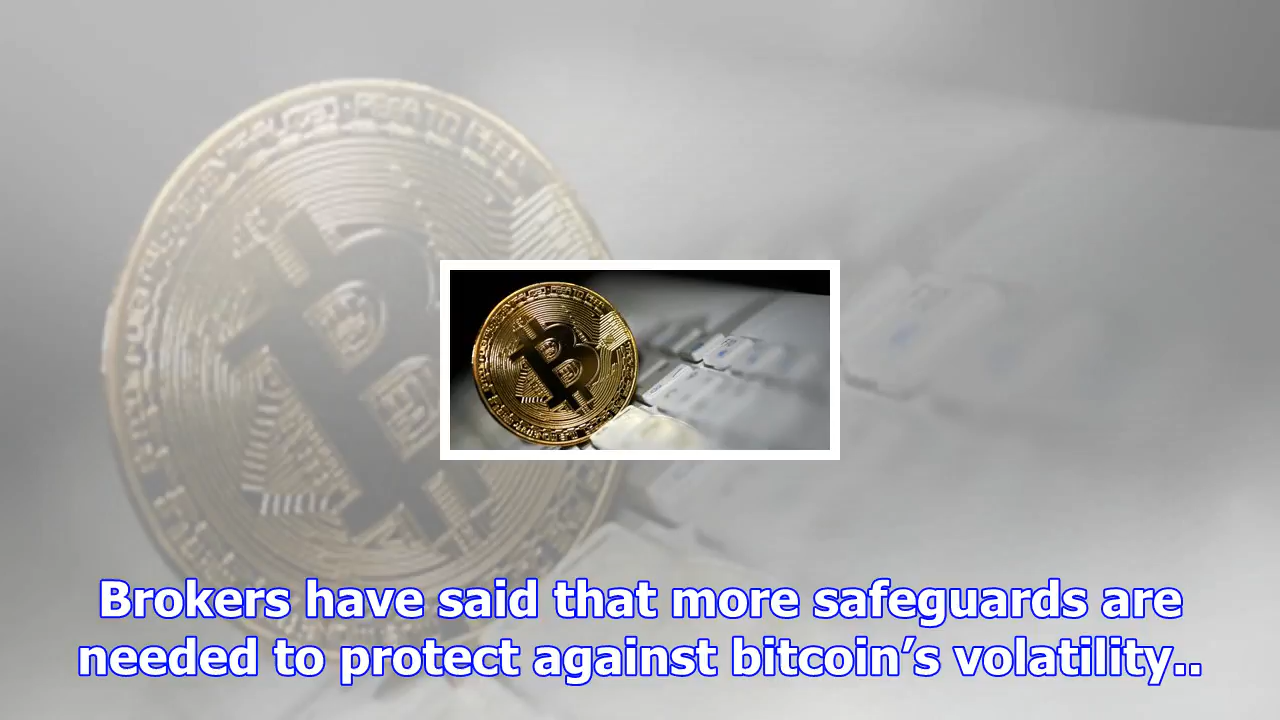 Brokers have said that more safeguards are
needed to protect against bitcoin’s volatility..